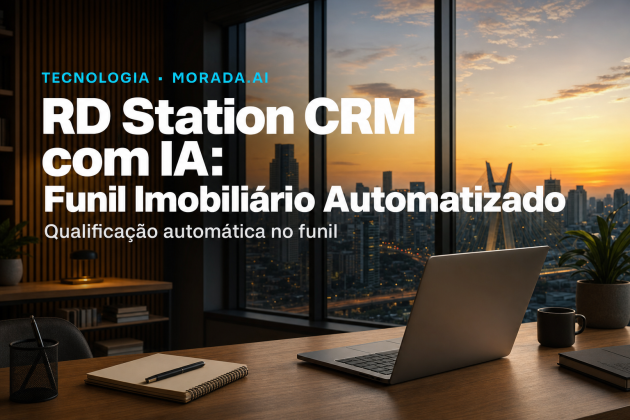 TECNOLOGIA • MORADA.AI
RD Station CRM
com IA:
Funil Imobiliário Automatizado
Qualificação automática no funil